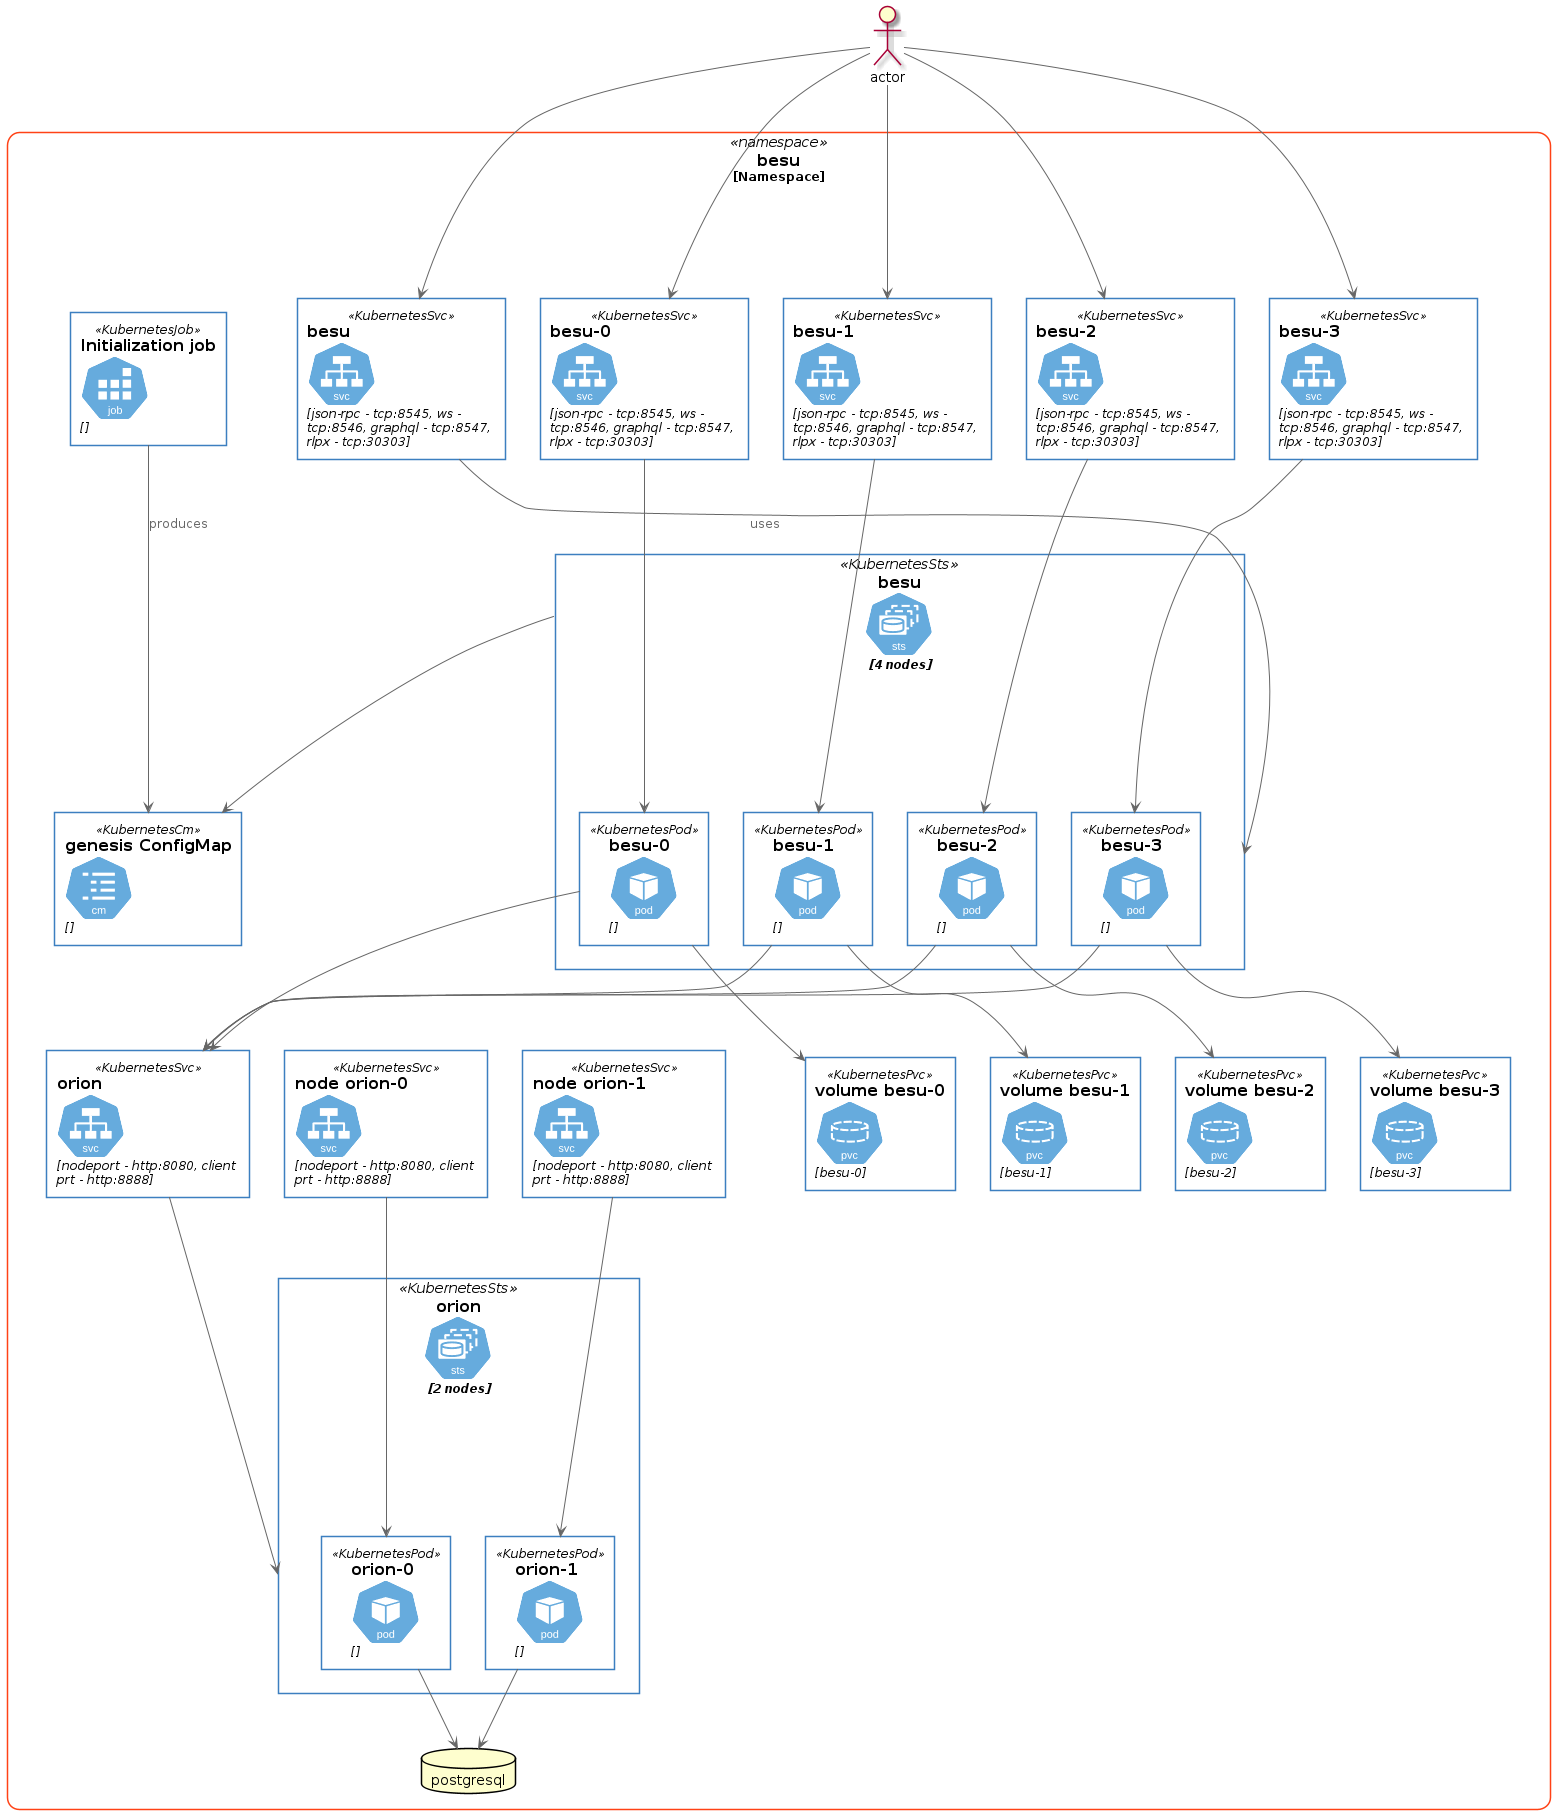 actor
«namespace»
besu
[Namespace]
«KubernetesJob»
Initialization job
job
[]
«KubernetesSvc»
besu
svc
[json-rpc - tcp:8545, ws -
tcp:8546, graphql - tcp:8547,
rlpx - tcp:30303]
«KubernetesSvc»
besu-0
svc
[json-rpc - tcp:8545, ws -
tcp:8546, graphql - tcp:8547,
rlpx - tcp:30303]
«KubernetesSvc»
besu-1
svc
[json-rpc - tcp:8545, ws -
tcp:8546, graphql - tcp:8547,
rlpx - tcp:30303]
«KubernetesSvc»
besu-2
svc
[json-rpc - tcp:8545, ws -
tcp:8546, graphql - tcp:8547,
rlpx - tcp:30303]
«KubernetesSvc»
besu-3
svc
[json-rpc - tcp:8545, ws -
tcp:8546, graphql - tcp:8547,
rlpx - tcp:30303]
produces
uses
«KubernetesSts»
besu
sts
[4 nodes]
«KubernetesCm»
genesis ConfigMap
cm
[]
«KubernetesPod»
besu-0
pod
[]
«KubernetesPod»
besu-1
pod
[]
«KubernetesPod»
besu-2
pod
[]
«KubernetesPod»
besu-3
pod
[]
«KubernetesSvc»
orion
svc
[nodeport - http:8080, client
prt - http:8888]
«KubernetesSvc»
node orion-0
svc
[nodeport - http:8080, client
prt - http:8888]
«KubernetesSvc»
node orion-1
svc
[nodeport - http:8080, client
prt - http:8888]
«KubernetesPvc»
volume besu-0
pvc
[besu-0]
«KubernetesPvc»
volume besu-1
pvc
[besu-1]
«KubernetesPvc»
volume besu-2
pvc
[besu-2]
«KubernetesPvc»
volume besu-3
pvc
[besu-3]
«KubernetesSts»
orion
sts
[2 nodes]
«KubernetesPod»
orion-0
pod
[]
«KubernetesPod»
orion-1
pod
[]
postgresql